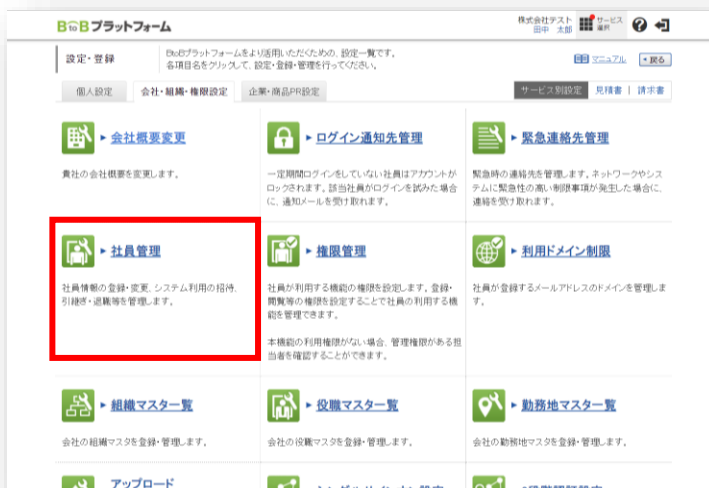 BtoBプラットフォーム
株式会社テスト
田中 太郎
サービス
選択
設定・登録
BtoBプラットフォームをより活用いただくための、設定一覧です。
各項目名をクリックして、設定・登録・管理を行ってください。
マニュアル
戻る
個人設定 会社・組織・権限設定 企業・商品PR設定
サービス別設定 見積書 | 請求書
会社概要変更
貴社の会社概要を変更します。
ログイン通知先管理
一定期間ログインをしていない社員はアカウントが
ロックされます。該当社員がログインを試みた場合
に、通知メールを受け取れます。
緊急連絡先管理
緊急時の連絡先を管理します。ネットワークやシス
テムに緊急性の高い制限事項が発生した場合に、
連絡を受け取れます。
社員管理
社員情報の登録・変更、システム利用の招待、
引継ぎ・退職等を管理します。
権限管理
社員が利用する機能の権限を設定します。登録・
閲覧等の権限を設定することで社員の利用する機
能を管理できます。
本機能の利用権限がない場合、管理権限がある担
当者を確認することができます。
利用ドメイン制限
社員が登録するメールアドレスのドメインを管理しま
す。
組織マスター覧
会社の組織マスタを登録・管理します。
役職マスター覧
会社の役職マスタを登録・管理します。
勤務地マスター覧
会社の勤務地マスタを登録・管理します。
アップロード